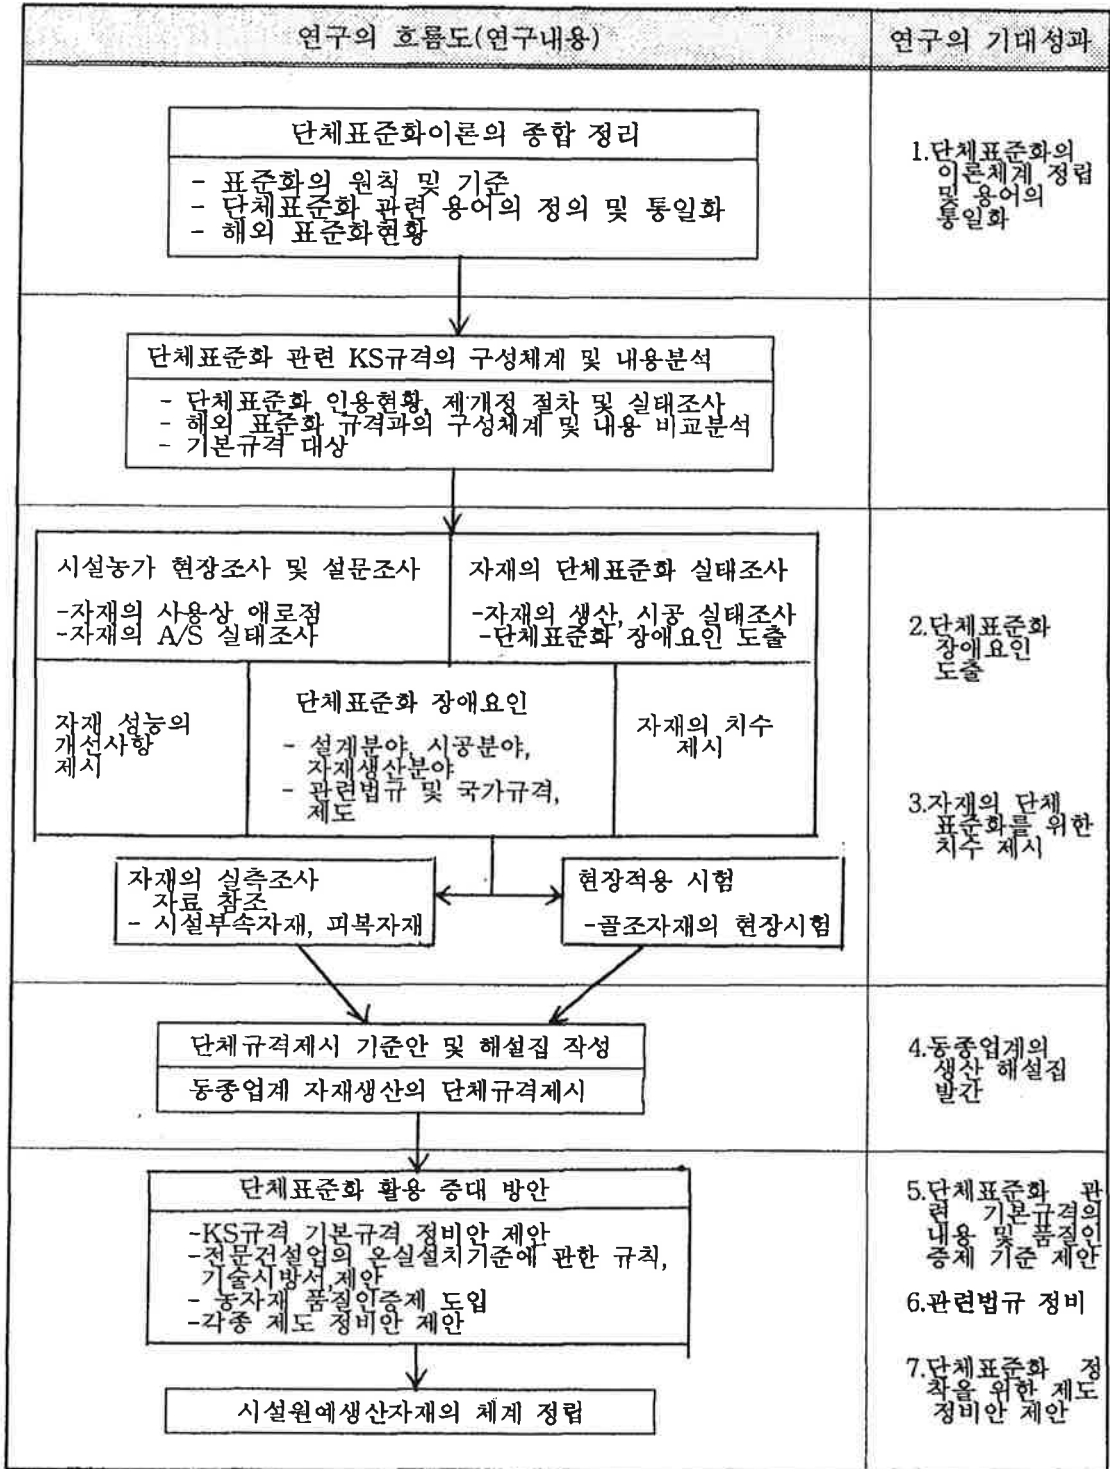 연구의 흐름도(연구내용)
연구의 기대성과
단체표준화이론의 종합 정리
- 표준화의 원칙 및 기준
- 단체표준화 관련 용어의 정의 및 통일화
- 해외 표준화현황
1.단체표준화의
이론체계 정립
및 용어의
통일화
단체표준화 관련 KS규격의 구성체계 및 내용분석
- 단체표준화 인용현황, 제개정 절차 및 실태조사
- 해외 표준화 규격과의 구성체계 및 내용 비교분석
- 기본규격 대상
시설농가 현장조사 및 설문조사
-자재의 사용상 애로점
-자재의 A/S 실태조사
자재의 단체표준화 실태조사
-자재의 생산, 시공 실태조사
-단체표준화 장애요인 도출
2.단체표준화
장애요인
도출
자재 성능의
개선사항
제시
단체표준화 장애요인
- 설계분야, 시공분야,
자재생산분야
- 관련법규 및 국가규격,
제도
자재의 치수
제시
3.자재의 단체
표준화를 위한
치수 제시
자재의 실측조사
자료 참조
- 시설부속자재, 피복자재
현장적용 시험
-골조자재의 현장시험
단체규격제시 기준안 및 해설집 작성
동종업계 자재생산의 단체규격제시
4.동종업계의
생산 해설집
발간
단체표준화 활용 증대 방안
-KS규격 기본규격 정비안 제안
-전문건설업의 온실설치기준에 관한 규칙,
기술시방서,제안
- 농자재 품질인증제 도입
-각종 제도 정비안 제안
5.단체표준화 관
련 기본규격의
내용 및 품질인
증제 기준 제안
6.관련법규 정비
7.단체표준화 정
착을 위한 제도
정비안 제안
시설원예생산자재의 체계 정립